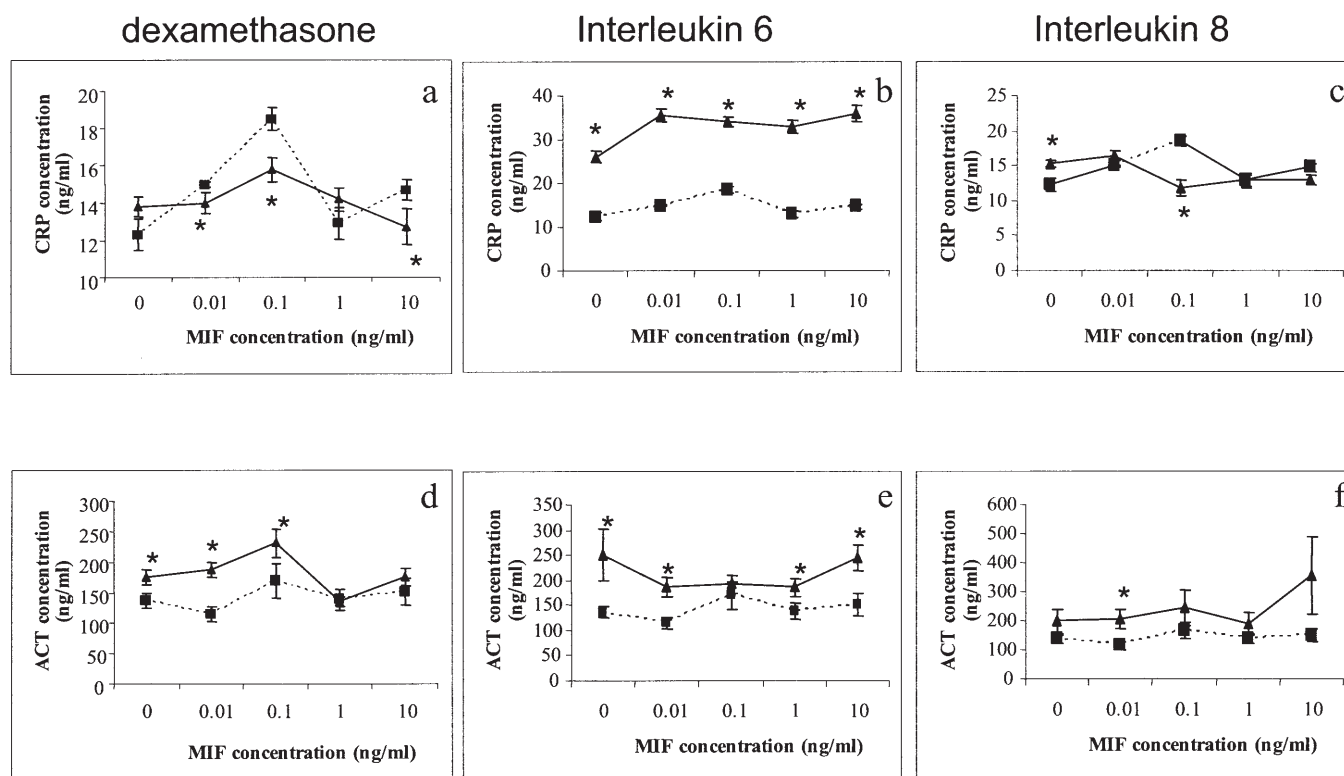 dexamethasone
Interleukin 6
Interleukin 8
a
CRP concentration
(ng/ml)
20
18
16
14
12
10
*
*
*
0 0.01 0.1 1 10
MIF concentration (ng/ml)
b
CRP concentration
(ng/ml)
40
30
20
10
0
* * * * *
0 0.01 0.1 1 10
MIF concentration (ng/ml)
c
CRP concentration
(ng/ml)
25
20
15
10
5
0
*
*
0 0.01 0.1 1 10
MIF concentration (ng/ml)
d
ACT concentration
(ng/ml)
300
250
200
150
100
50
0
* * *
0 0.01 0.1 1 10
MIF concentration (ng/ml)
e
ACT concentration
(ng/ml)
350
300
250
200
150
100
50
0
* * * *
0 0.01 0.1 1 10
MIF concentration (ng/ml)
f
ACT concentration
(ng/ml)
600
500
400
300
200
100
0
*
0 0.01 0.1 1 10
MIF concentration (ng/ml)